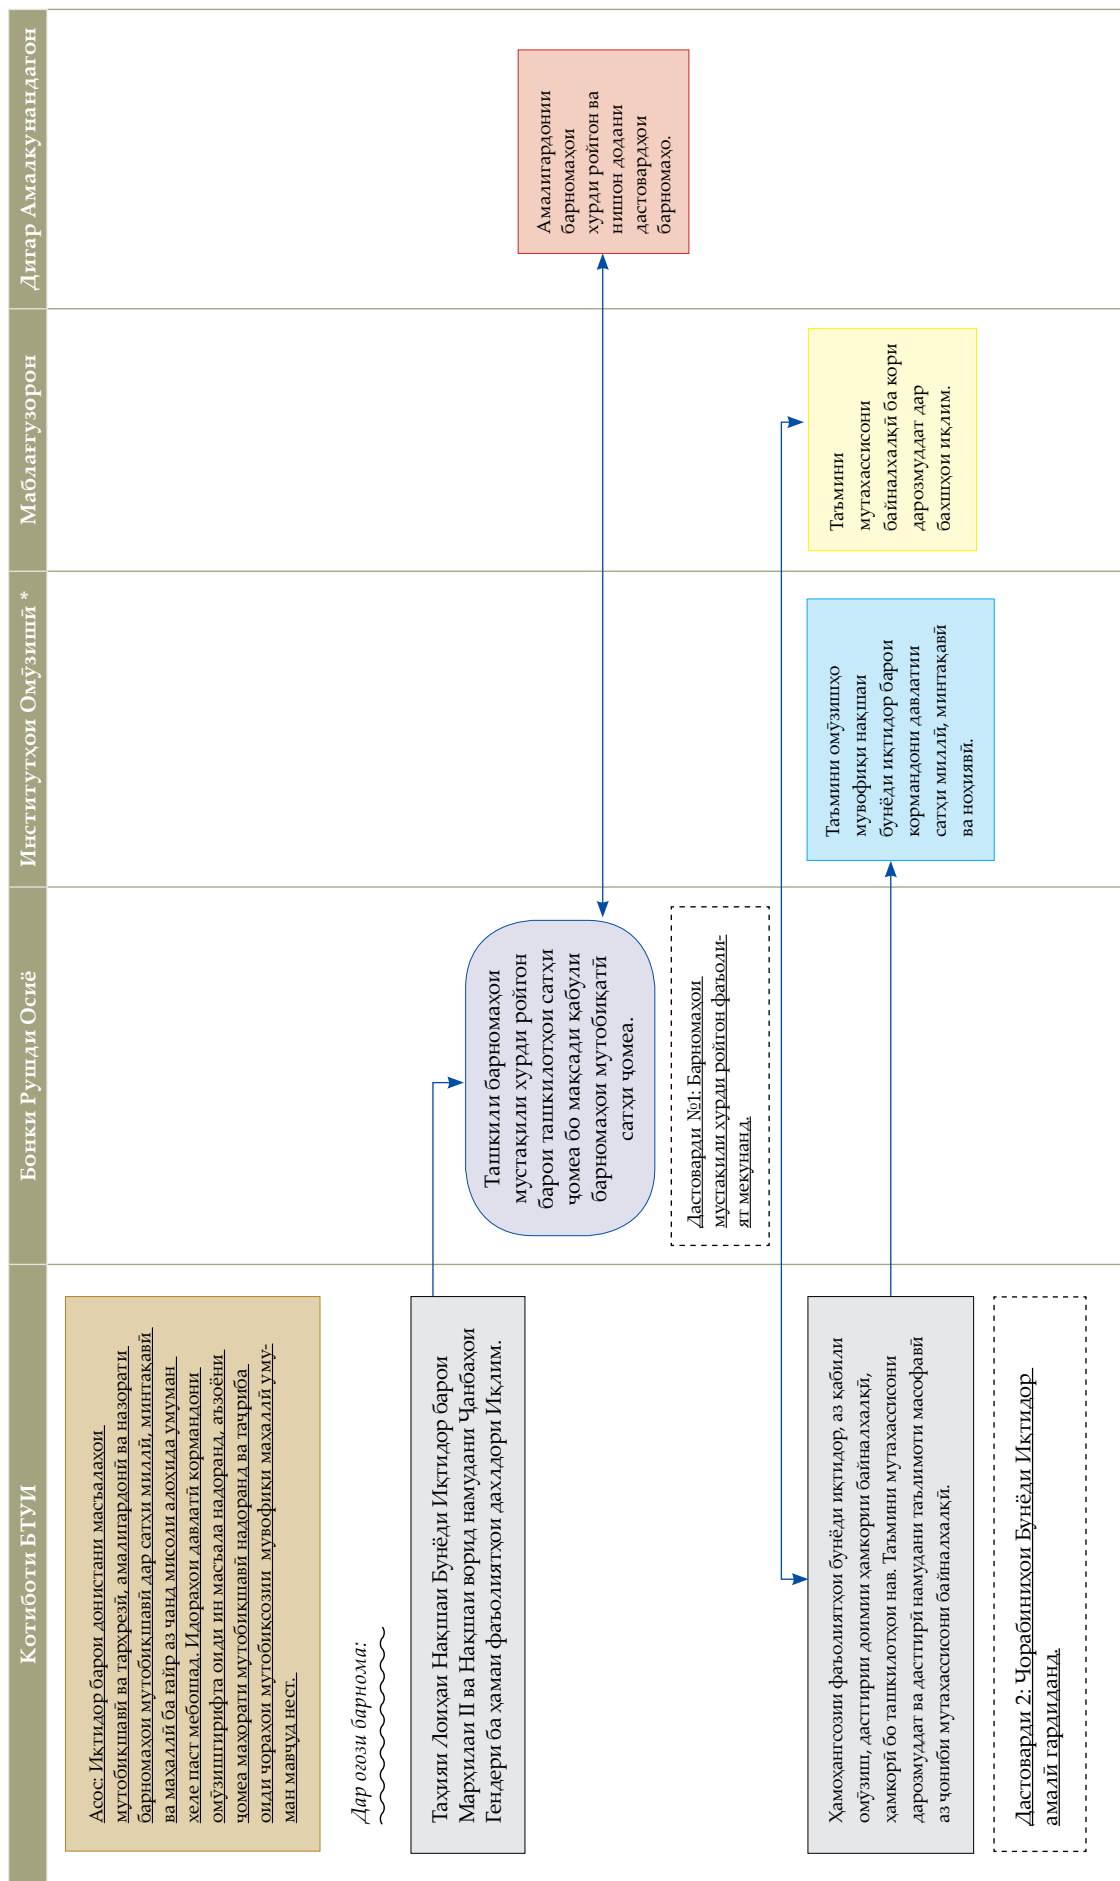 Котиботи БТУИ
Бонки Рушди Осиё
Институтҳои Омӯзишӣ *
Маблағгузорон
Дигар Амалкунандагон
Асос: Иқтидор барои донистани масъалаҳои
мутобиқшавӣ ва тарҳрезӣ, амалигардонӣ ва назорати
барномаҳои мутобиқшавӣ дар сатҳи миллӣ, минтақавӣ
ва маҳаллӣ ба ғайр аз чанд мисоли алоҳида умуман
хеле паст мебошад. Идораҳои давлатӣ кормандони
омӯзишгирифта оиди ин масъала надоранд, аъзоёни
ҷомеа маҳорати мутобиқшавӣ надоранд ва таҷриба
оиди чораҳои мутобиқсозии мувофиқи маҳаллӣ уму-
ман мавҷуд нест.
Дар оғози барнома:
Таҳияи Лоиҳаи Нақшаи Бунёди Иқтидор барои
Марҳилаи II ва Нақшаи ворид намудани Ҷанбаҳои
Гендери ба ҳамаи фаъолиятҳои дахлдори Иқлим.
Ташкили барномаҳои
мустақили хурди ройгон
барои ташкилотҳои сатҳи
ҷомеа бо мақсади қабули
барномаҳои мутобиқатӣ
сатҳи ҷомеа.
Амалигардонии
барномаҳои
хурди ройгон ва
нишон додани
дастовардҳои
барномаҳо.
Дастоварди №1: Барномаҳои
мустақили хурди ройгон фаъоли-
ят мекунанд.
Ҳамоҳангсозии фаъолиятҳои бунёди иқтидор, аз қабили
омӯзиш, дастгирии доимии ҳамкории байналхалқӣ,
ҳамкорӣ бо ташкилотҳои нав. Таъмини мутахассисони
дарозмуддат ва дастгирӣ намудани таълимоти масофавӣ
аз ҷониби мутахассисони байналхалқӣ.
Таъмини омӯзишҳо
мувофиқи нақшаи
бунёди иқтидор барои
кормандони давлатии
сатҳи миллӣ, минтақавӣ
ва ноҳиявӣ.
Таъмини
мутахассисони
байналхалқӣ ба кори
дарозмуддат дар
бахшҳои иқлим.
Дастоварди 2: Чорабиниҳои Бунёди Иқтидор
амалӣ гардиданд.